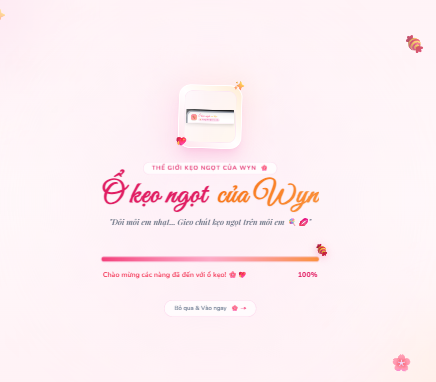 THẾ GIỚI KẸO NGỌT CỦA WYN 🌸
Ổ kẹo ngọt của Wyn
"Đôi môi em nhạt... Gieo chút kẹo ngọt trên môi em 🍭 💋"
Chào mừng các nàng đã đến với ổ kẹo! 🌸 💖
100%
Bỏ qua & Vào ngay 🌸 →